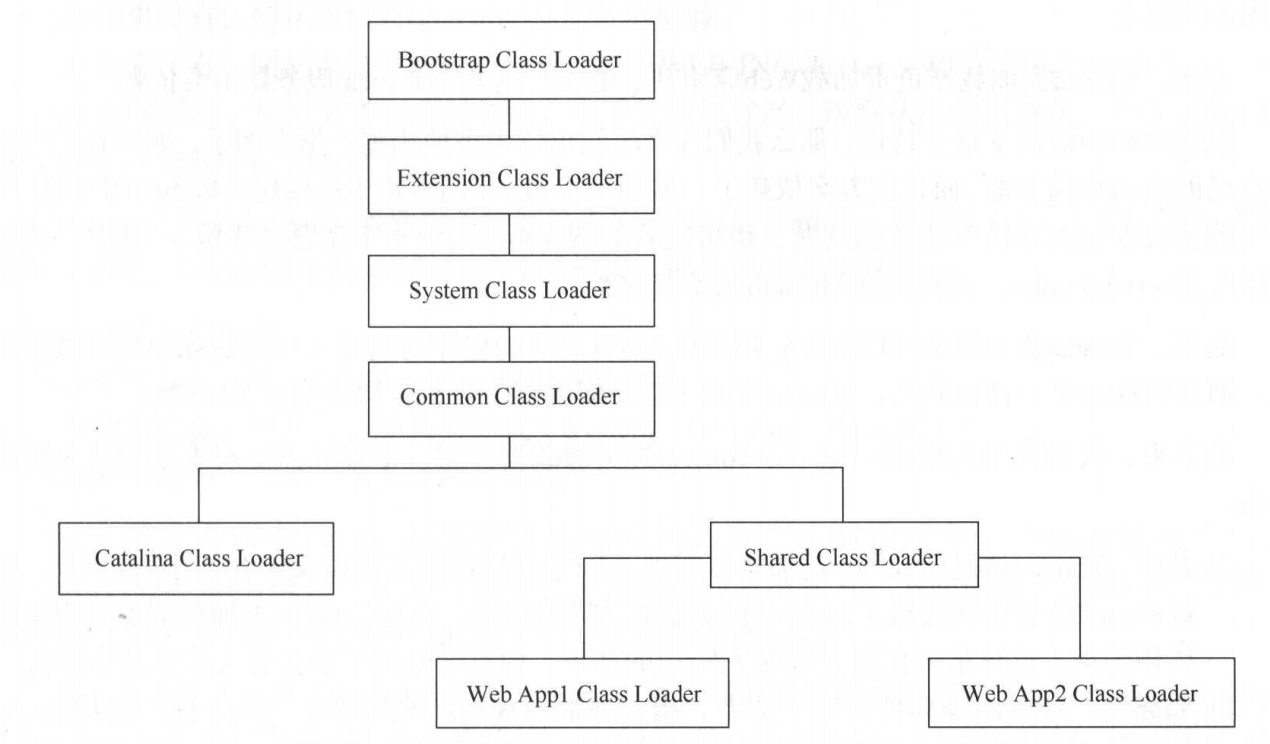 Bootstrap Class Loader
Extension Class Loader
System Class Loader
Common Class Loader
Catalina Class Loader
Shared Class Loader
Web App1 Class Loader
Web App2 Class Loader